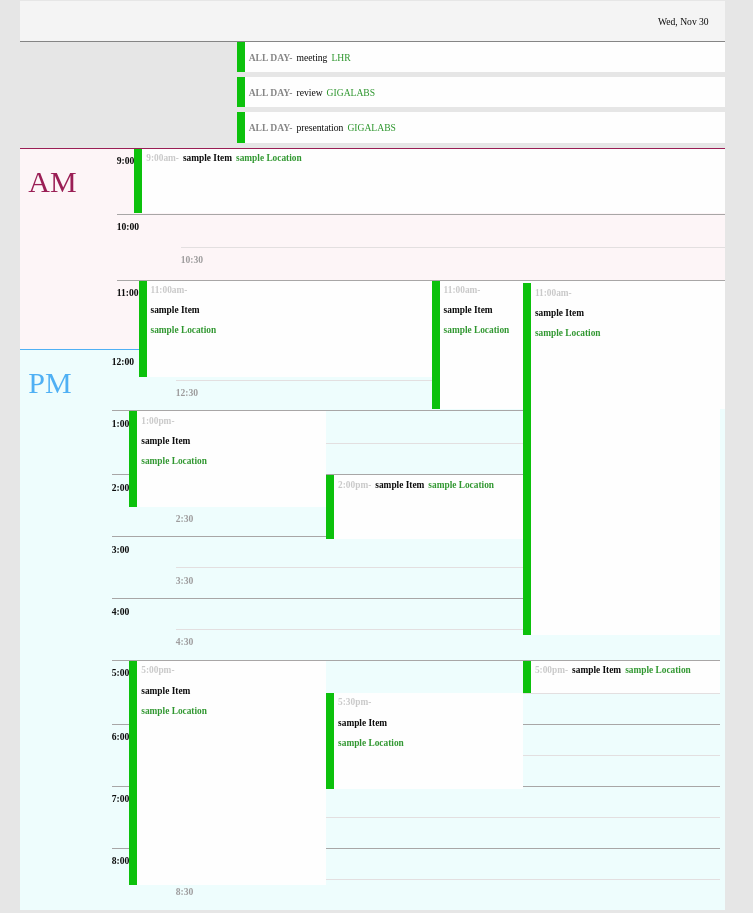 Wed, Nov 30
ALL DAY- meeting LHR
ALL DAY- review GIGALABS
ALL DAY- presentation GIGALABS
AM
9:00
9:00am- sample Item sample Location
10:00
10:30
11:00
11:00am-
sample Item
sample Location
11:00am-
sample Item
sample Location
11:00am-
sample Item
sample Location
PM
12:00
12:30
1:00
1:00pm-
sample Item
sample Location
2:00
2:00pm- sample Item sample Location
2:30
3:00
3:30
4:00
4:30
5:00
5:00pm-
sample Item
sample Location
5:00pm- sample Item sample Location
5:30pm-
sample Item
sample Location
6:00
7:00
8:00
8:30